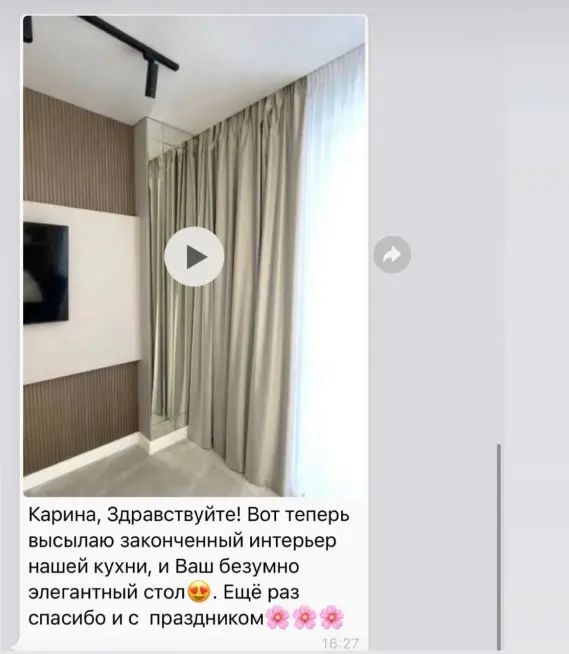 Карина, Здравствуйте! Вот теперь
высылаю законченный интерьер
нашей кухни, и Ваш безумно
элегантный стол😍. Ещё раз
спасибо и с  праздником🌸🌸🌸
16:27